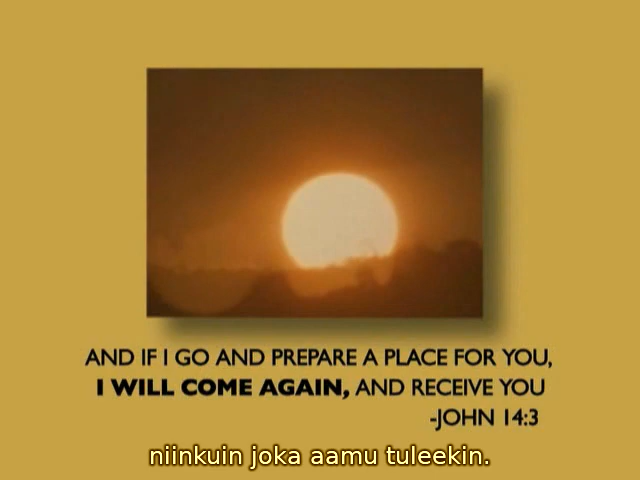 AND IF I GO AND PREPARE A PLACE FOR YOU,
I WILL COME AGAIN, AND RECEIVE YOU
-JOHN 14:3
niinkuin joka aamu tuleekin.